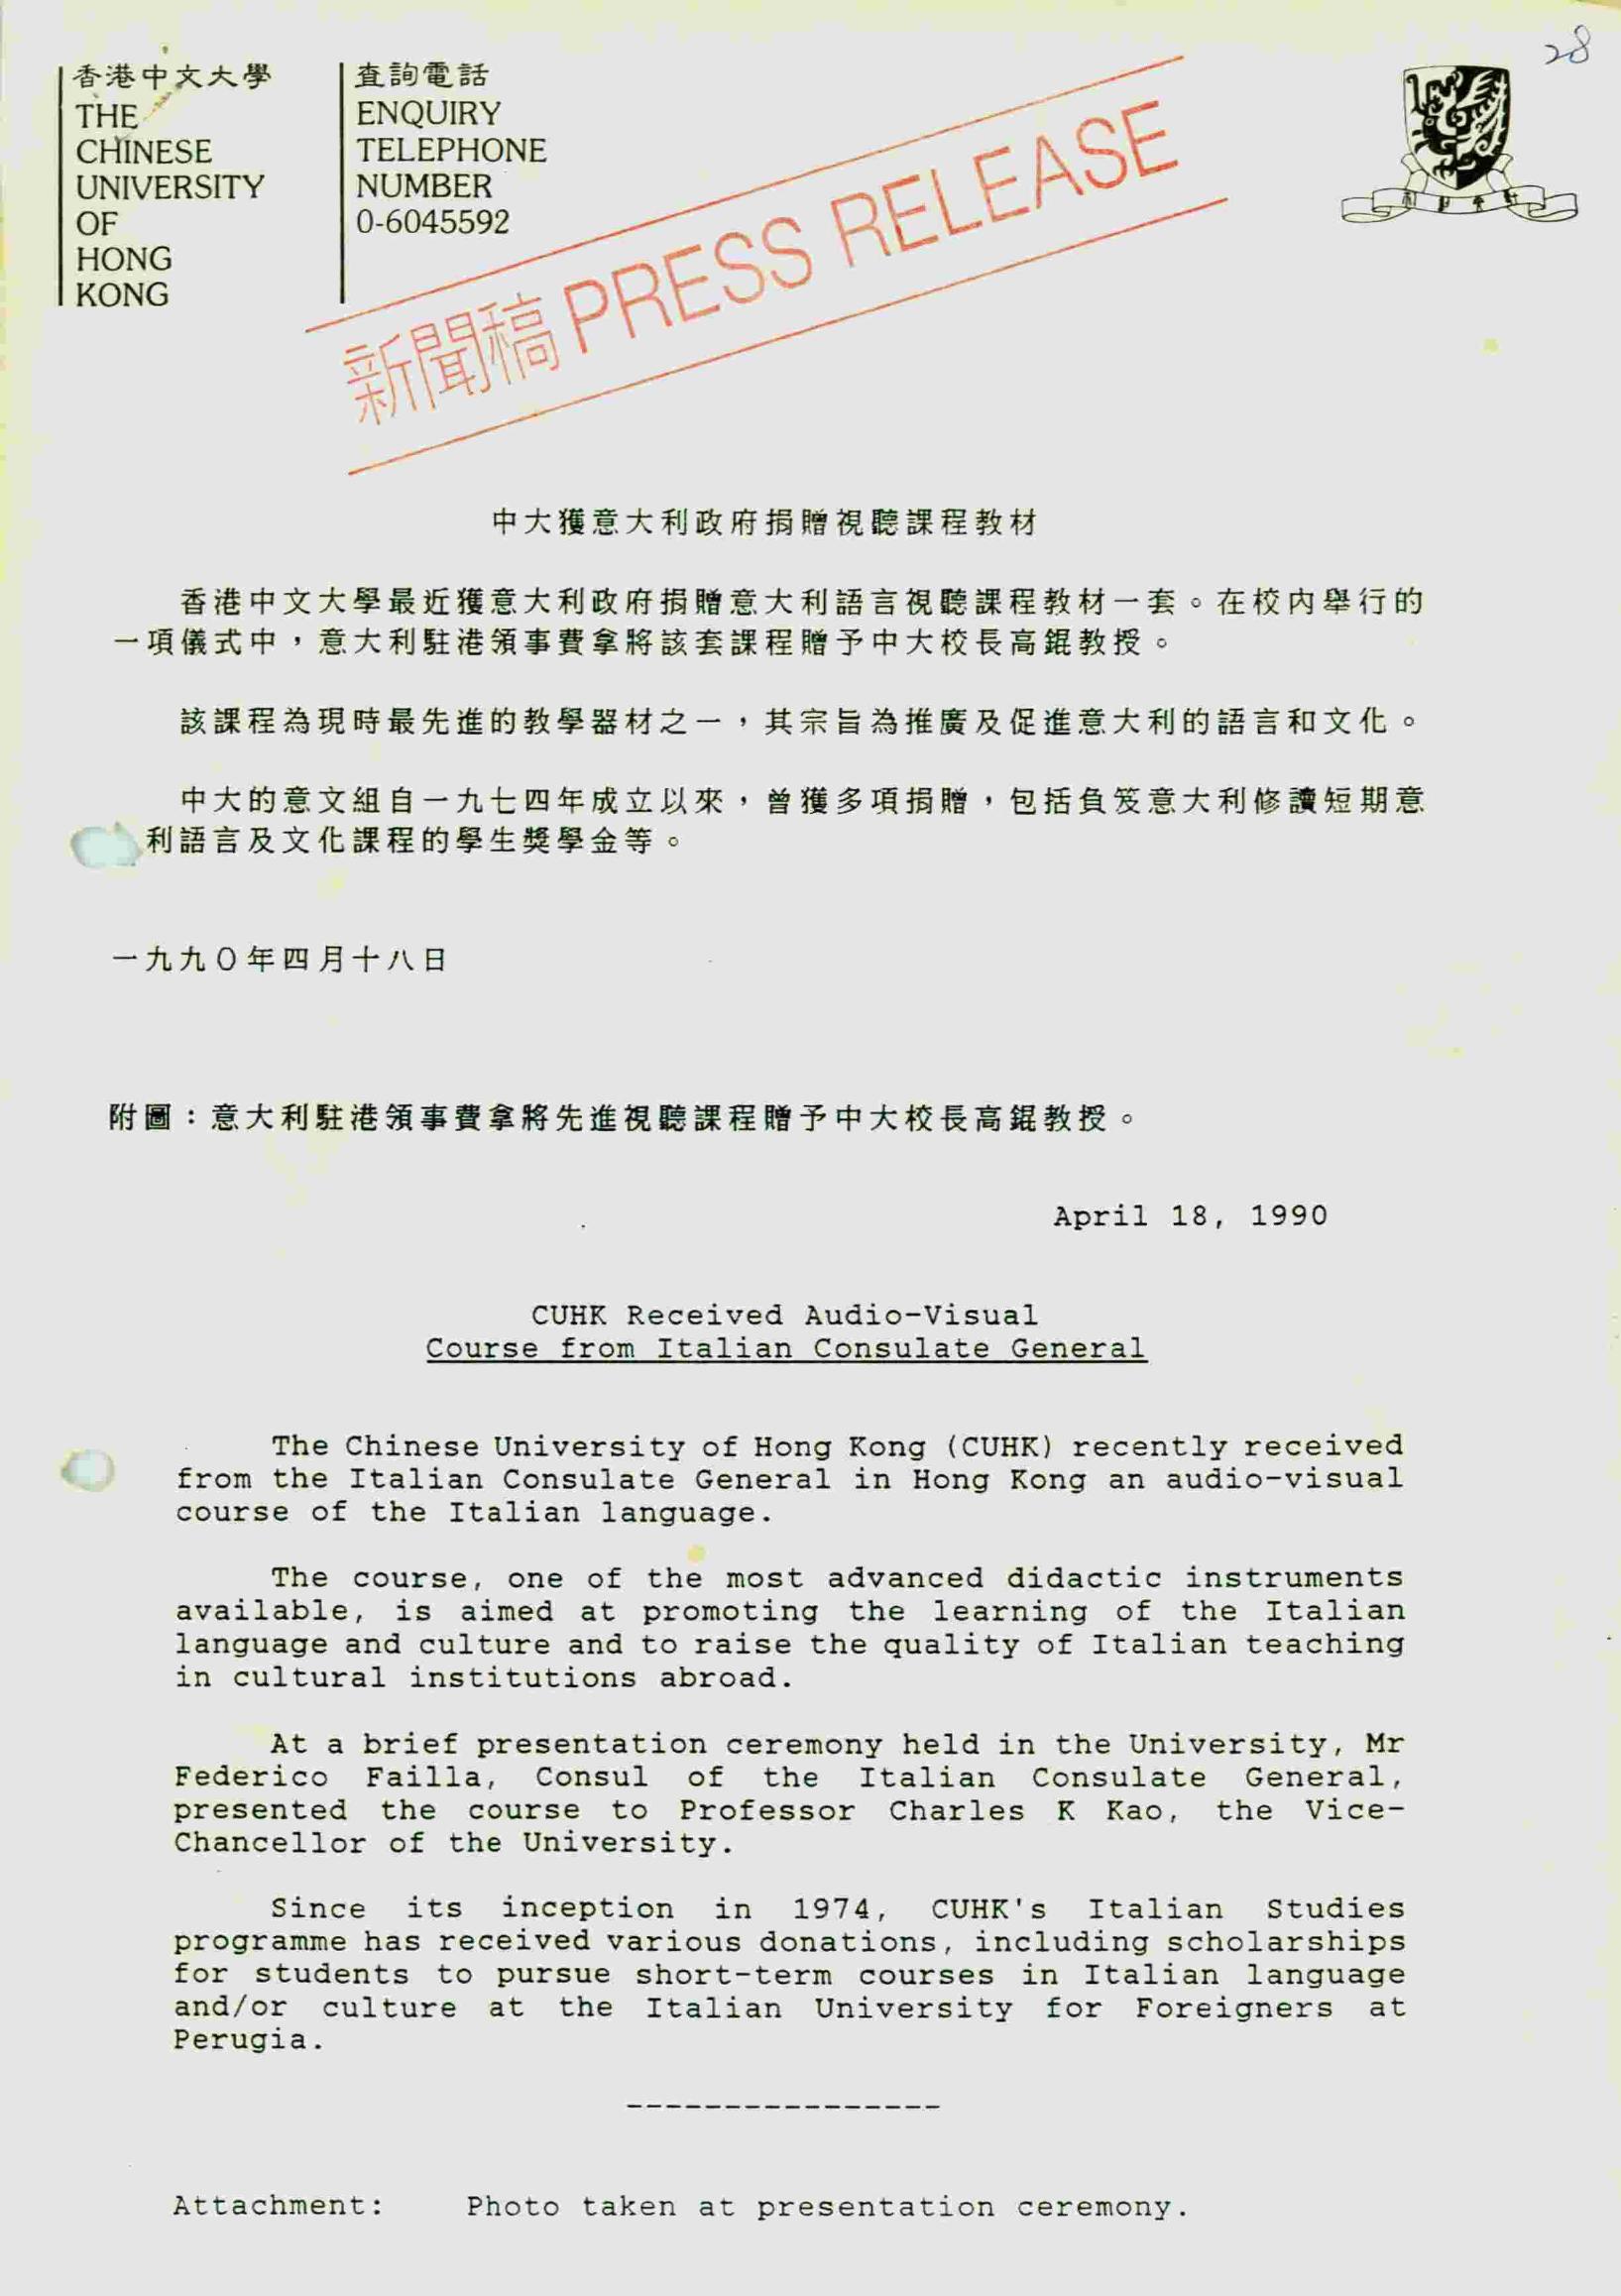 28
香港中文大學
THE
CHINESE
UNIVERSITY
OF
HONG
KONG
查詢電話
ENQUIRY
TELEPHONE
NUMBER
0-6045592
新聞稿 PRESS RELEASE
中大獲意大利政府捐贈視聽課程教材
香港中文大學最近獲意大利政府捐贈意大利語言視聽課程教材一套。在校內舉行的
一項儀式中，意大利駐港領事費拿將該套課程贈予中大校長高錕教授。
該課程為現時最先進的教學器材之一，其宗旨為推廣及促進意大利的語言和文化。
中大的意文組自一九七四年成立以來，曾獲多項捐贈，包括負笈意大利修讀短期意
利語言及文化課程的學生獎學金等。
一九九〇年四月十八日
附圖：意大利駐港領事費拿將先進視聽課程贈予中大校長高錕教授。
April 18, 1990
CUHK Received Audio-Visual
Course from Italian Consulate General
The Chinese University of Hong Kong (CUHK) recently received
from the Italian Consulate General in Hong Kong an audio-visual
course of the Italian language.
The course, one of the most advanced didactic instruments
available, is aimed at promoting the learning of the Italian
language and culture and to raise the quality of Italian teaching
in cultural institutions abroad.
At a brief presentation ceremony held in the University, Mr
Federico Failla, Consul of the Italian Consulate General,
presented the course to Professor Charles K Kao, the Vice-
Chancellor of the University.
Since its inception in 1974, CUHK's Italian Studies
programme has received various donations, including scholarships
for students to pursue short-term courses in Italian language
and/or culture at the Italian University for Foreigners at
Perugia.
----------------
Attachment: Photo taken at presentation ceremony.